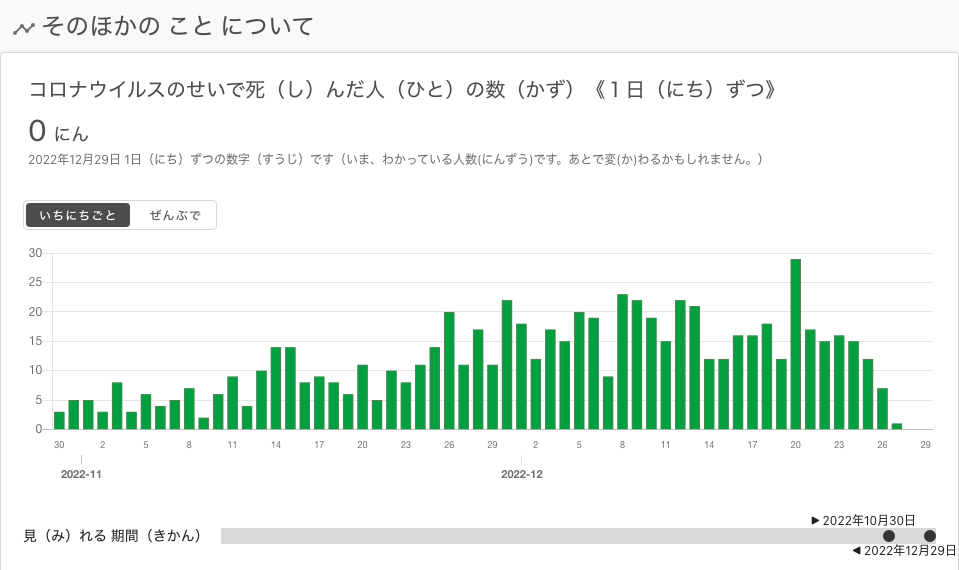 そのほかの こと について
コロナウイルスのせいで死（し）んだ人（ひと）の数（かず）《１日（にち）ずつ》
0 にん
2022年12月29日 1日（にち）ずつの数字（すうじ）です（いま、わかっている人数(にんずう)です。あとで変(か)わるかもしれません。）
いちにちごと ぜんぶで
30
25
20
15
10
5
0
30 2 5 8 11 14 17 20 23 26 29 2 5 8 11 14 17 20 23 26 29
2022-11 2022-12
▶ 2022年10月30日
見（み）れる 期間（きかん）
◀ 2022年12月29日